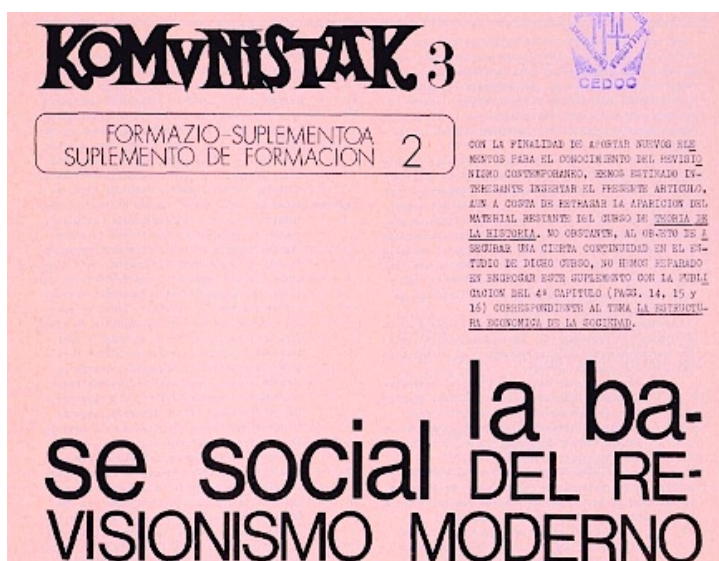 KOMVNISTAK 3
CEDOC
FORMAZIO-SUPLEMENTOA
SUPLEMENTO DE FORMACION 2
CON LA FINALIDAD DE APORTAR NUEVOS ELE
MENTOS PARA EL CONOCIMIENTO DEL REVISIO
NISMO CONTEMPORANEO, HEMOS ESTIMADO IN-
TERESANTE INSERTAR EL PRESENTE ARTICULO,
AUN A COSTA DE RETRASAR LA APARICION DEL
MATERIAL RESTANTE DEL CURSO DE TEORIA DE
LA HISTORIA. NO OBSTANTE, AL OBJETO DE A
SEGURAR UNA CIERTA CONTINUIDAD EN EL ES-
TUDIO DE DICHO CURSO, NO HEMOS REPARADO
EN ENGROSAR ESTE SUPLEMENTO CON LA PUBLI
CACION DEL 4º CAPITULO (PAGS. 14, 15 y
16) CORRESPONDIENTE AL TEMA LA ESTRUCTU-
RA ECONOMICA DE LA SOCIEDAD.
la ba-
se social DEL RE-
VISIONISMO MODERNO